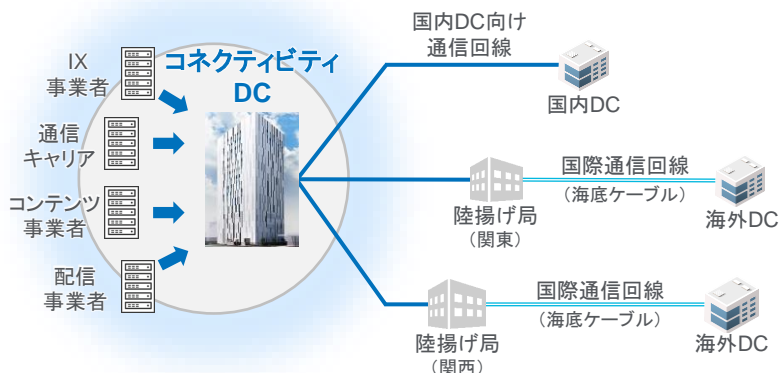 IX
事業者
通信
キャリア
コンテンツ
事業者
配信
事業者
コネクティビティ
DC
国内DC向け
通信回線
国内DC
陸揚げ局
（関東）
国際通信回線
（海底ケーブル）
海外DC
陸揚げ局
（関西）
国際通信回線
（海底ケーブル）
海外DC